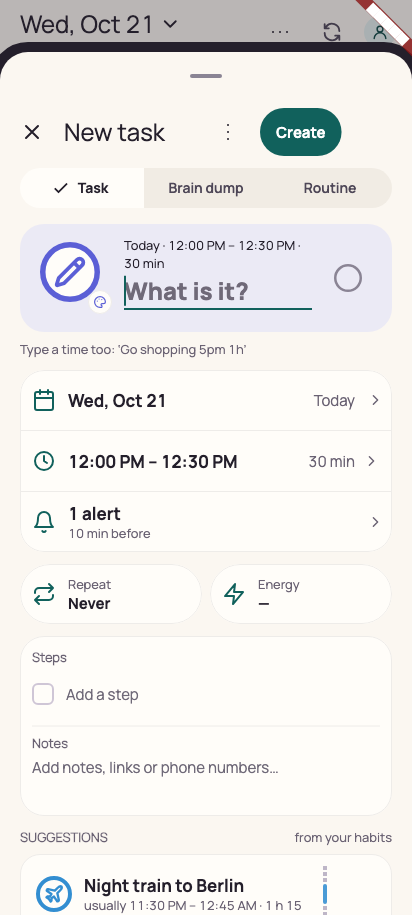 Wed, Oct 21
...
New task
Create
Task
Brain dump
Routine
Today · 12:00 PM – 12:30 PM ·
30 min
What is it?
Type a time too: 'Go shopping 5pm 1h'
Wed, Oct 21
Today
12:00 PM – 12:30 PM
30 min
1 alert
10 min before
Repeat
Never
Energy
–
Steps
Add a step
Notes
Add notes, links or phone numbers...
SUGGESTIONS
from your habits
Night train to Berlin
usually 11:30 PM – 12:45 AM · 1 h 15